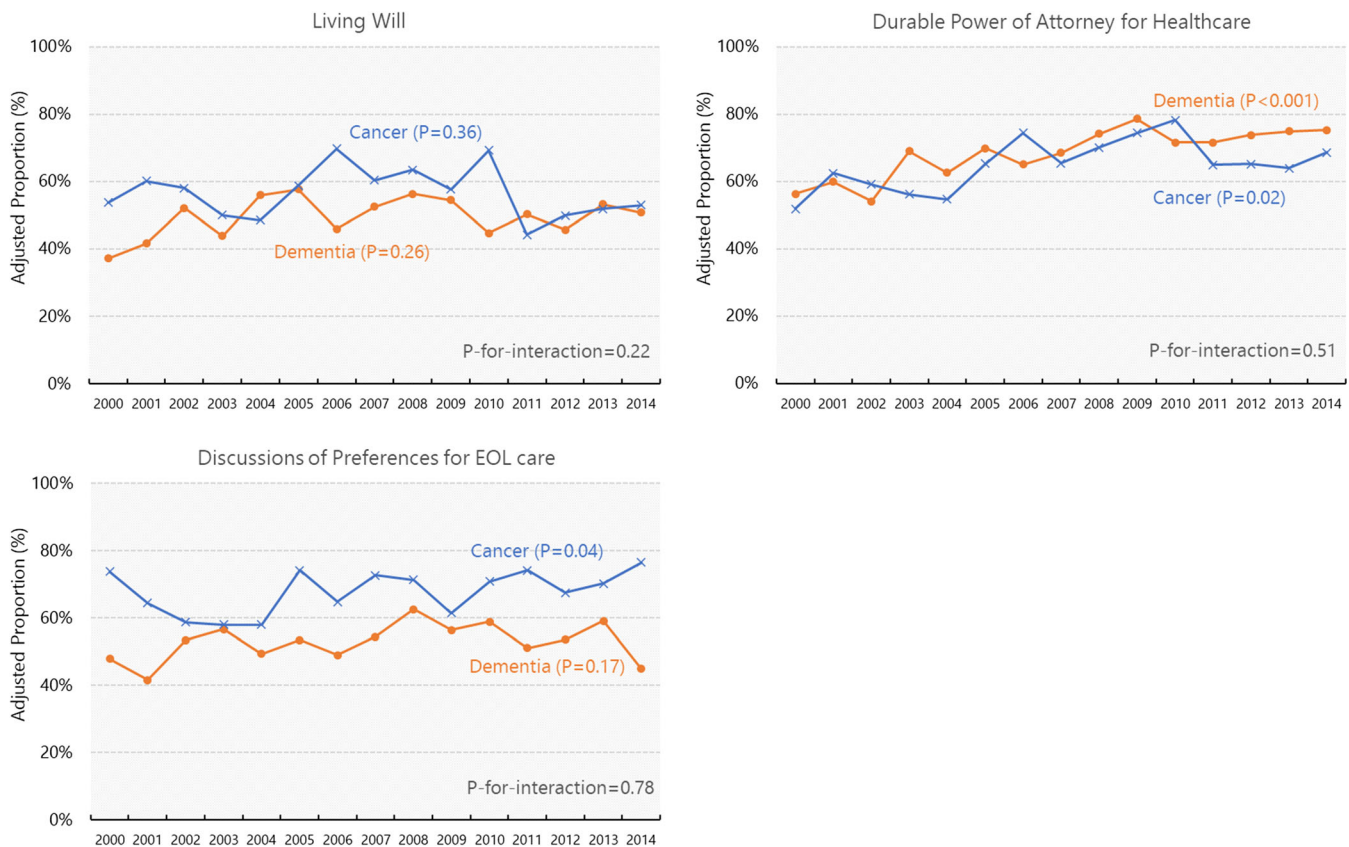 Living Will
Adjusted Proportion (%)
100%
80%
60%
40%
20%
0%
Cancer (P=0.36)
Dementia (P=0.26)
P-for-interaction=0.22
2000 2001 2002 2003 2004 2005 2006 2007 2008 2009 2010 2011 2012 2013 2014
Durable Power of Attorney for Healthcare
Adjusted Proportion (%)
100%
80%
60%
40%
20%
0%
Dementia (P<0.001)
Cancer (P=0.02)
P-for-interaction=0.51
2000 2001 2002 2003 2004 2005 2006 2007 2008 2009 2010 2011 2012 2013 2014
Discussions of Preferences for EOL care
Adjusted Proportion (%)
100%
80%
60%
40%
20%
0%
Cancer (P=0.04)
Dementia (P=0.17)
P-for-interaction=0.78
2000 2001 2002 2003 2004 2005 2006 2007 2008 2009 2010 2011 2012 2013 2014